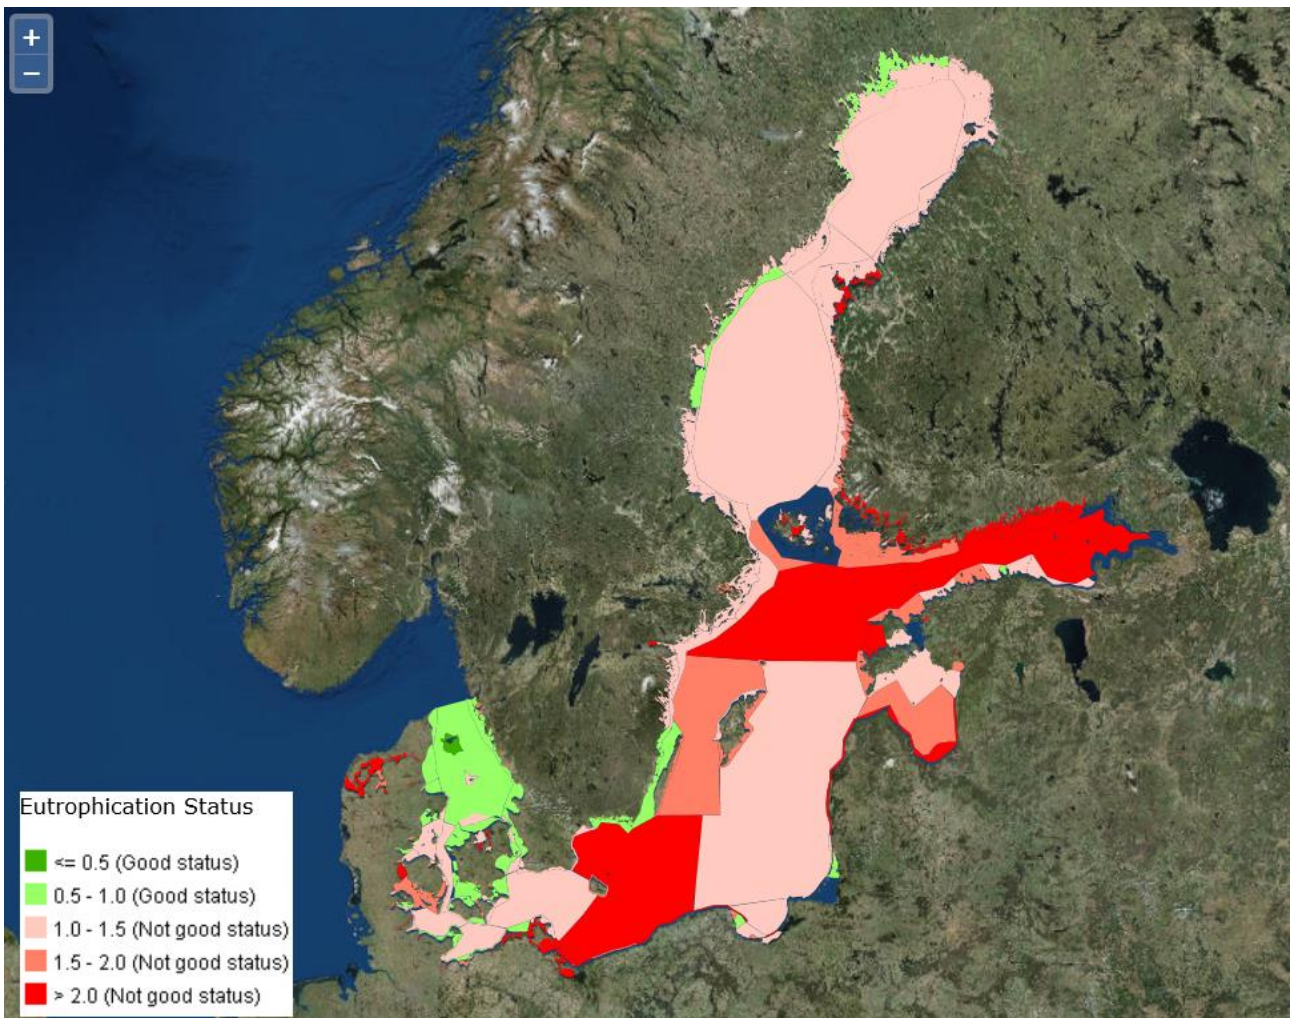 +
−
Eutrophication Status
<= 0.5 (Good status)
0.5 - 1.0 (Good status)
1.0 - 1.5 (Not good status)
1.5 - 2.0 (Not good status)
> 2.0 (Not good status)